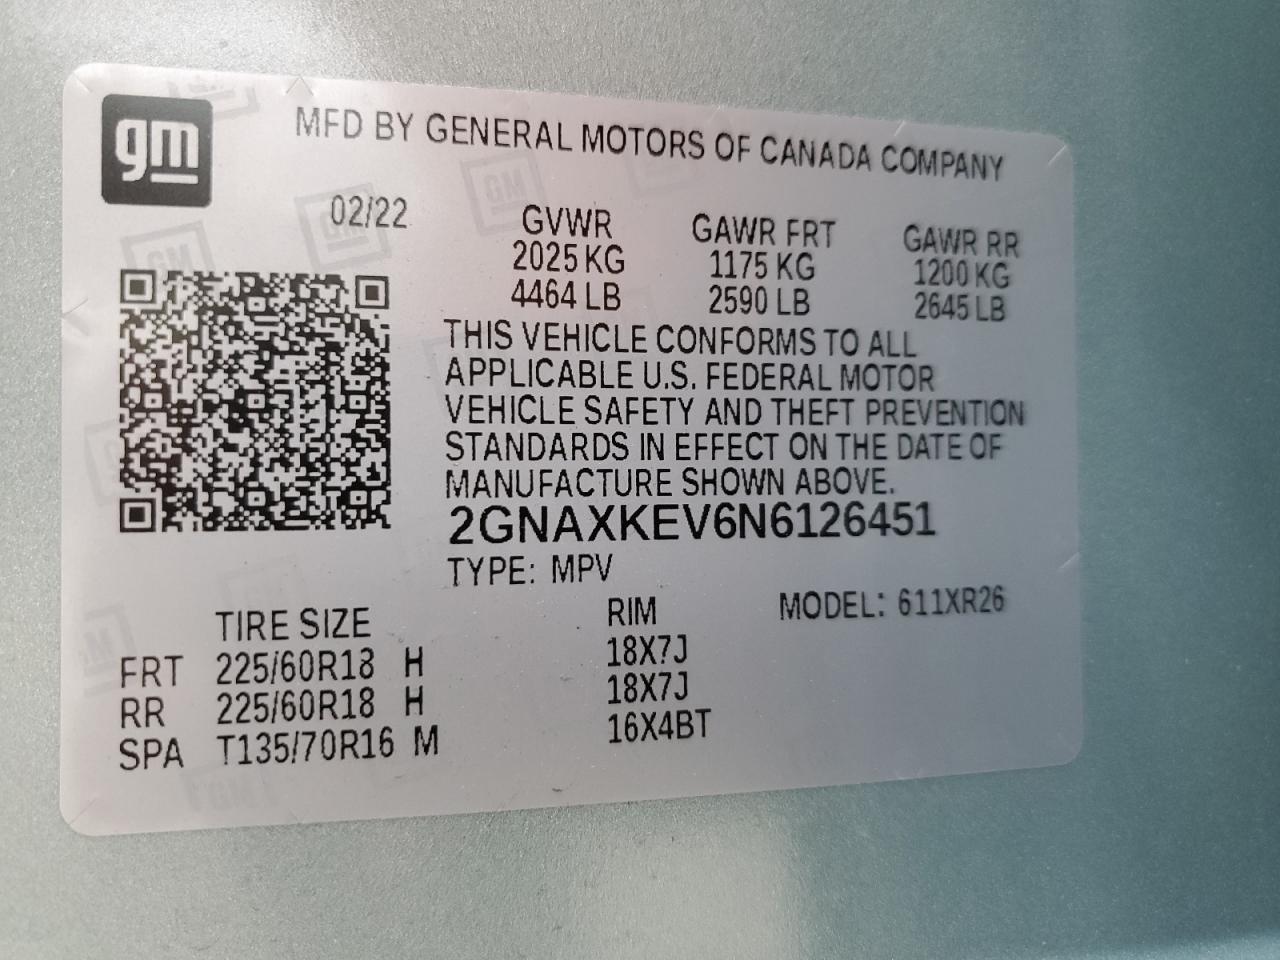 gm
MFD BY GENERAL MOTORS OF CANADA COMPANY
02/22
GVWR GAWR FRT GAWR RR
2025 KG 1175 KG 1200 KG
4464 LB 2590 LB 2645 LB
THIS VEHICLE CONFORMS TO ALL
APPLICABLE U.S. FEDERAL MOTOR
VEHICLE SAFETY AND THEFT PREVENTION
STANDARDS IN EFFECT ON THE DATE OF
MANUFACTURE SHOWN ABOVE.
2GNAXKEV6N6126451
TYPE: MPV
MODEL: 611XR26
TIRE SIZE RIM
FRT 225/60R18 H 18X7J
RR 225/60R18 H 18X7J
SPA T135/70R16 M 16X4BT